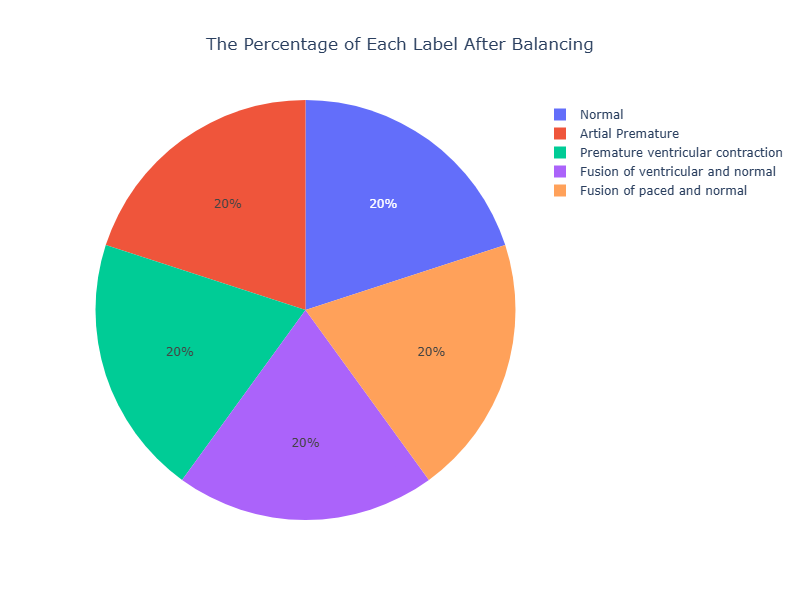 The Percentage of Each Label After Balancing
Normal
Artial Premature
Premature ventricular contraction
Fusion of ventricular and normal
Fusion of paced and normal
20%
20%
20%
20%
20%